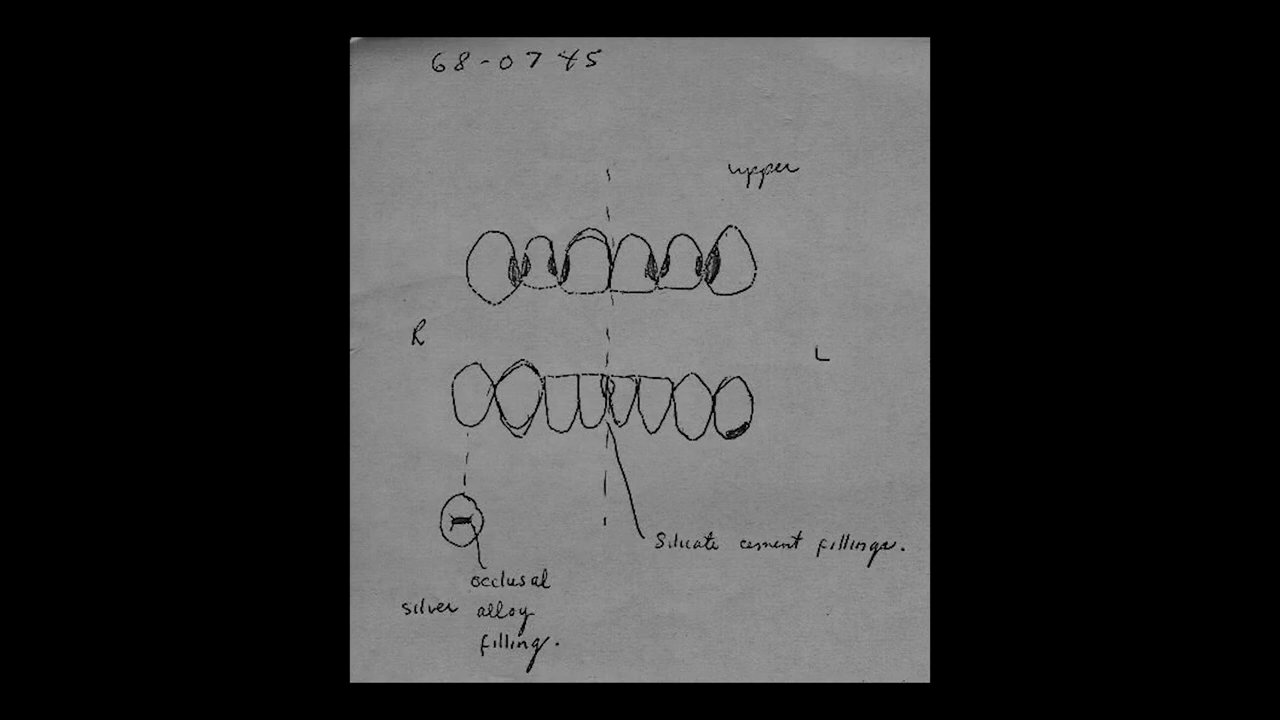 68-0745
upper
R
L
Silicate cement fillings.
occlusal
silver alloy
filling.